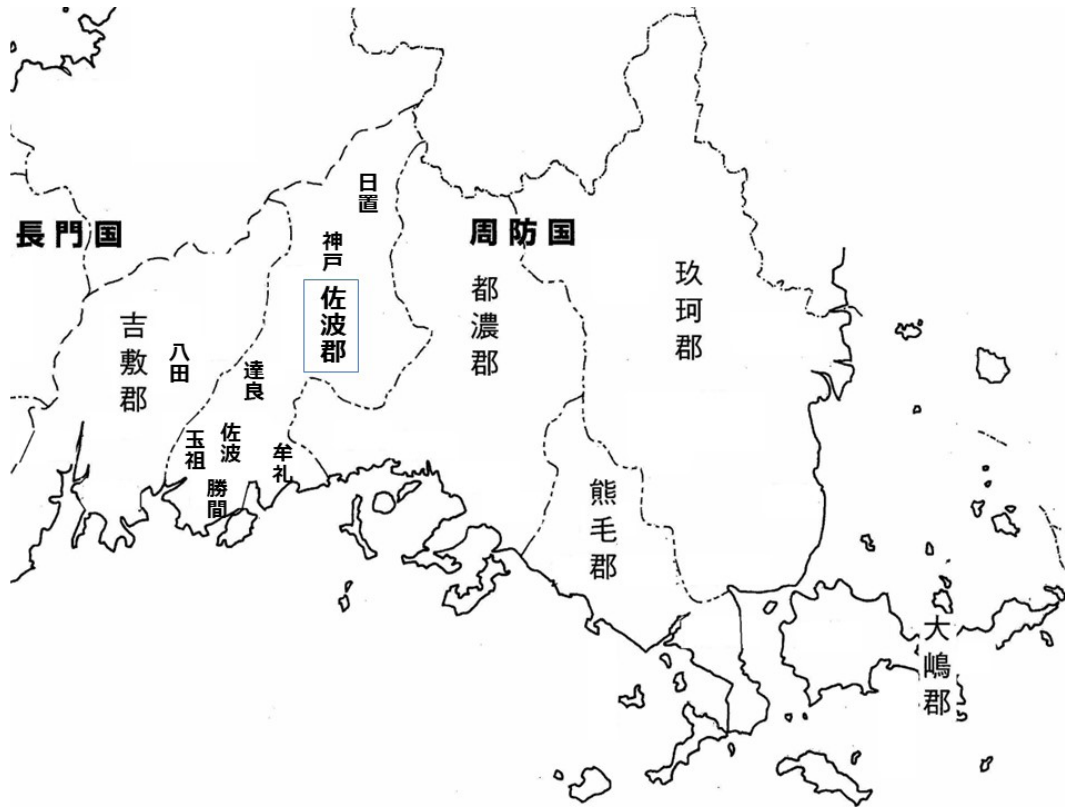 長門国
周防国
日置
神戸
佐波郡
都濃郡
玖珂郡
吉敷郡
八田
達良
玉祖
佐波
牟礼
勝間
熊毛郡
大嶋郡